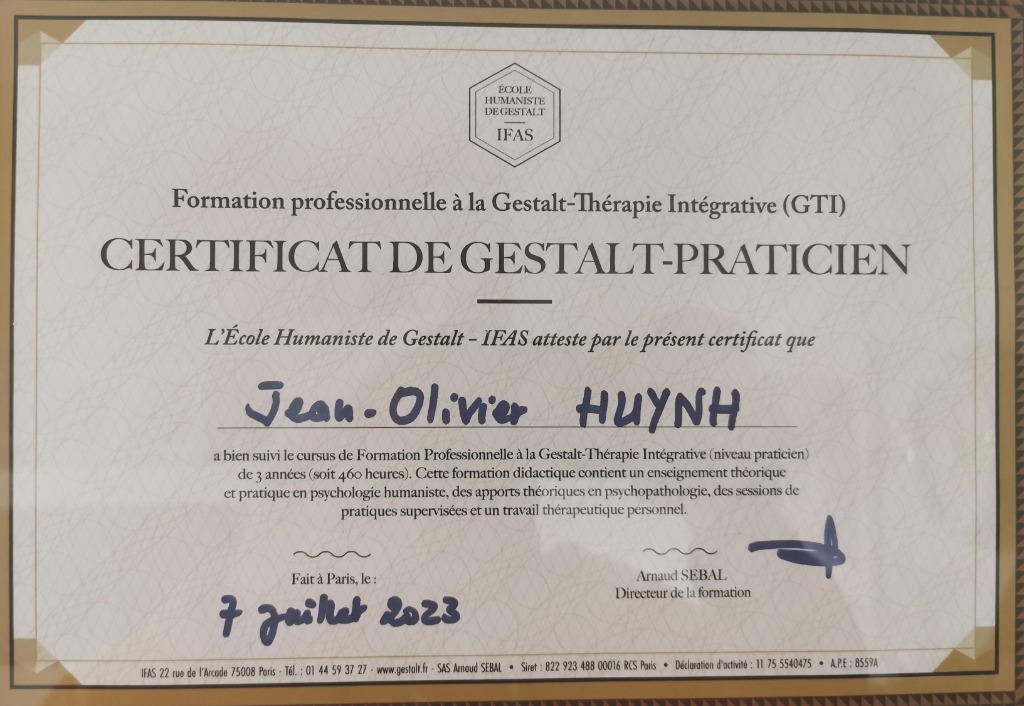 ÉCOLE
HUMANISTE
DE GESTALT
IFAS
Formation professionnelle à la Gestalt-Thérapie Intégrative (GTI)
CERTIFICAT DE GESTALT-PRATICIEN
L'École Humaniste de Gestalt – IFAS atteste par le présent certificat que
Jean-Olivier HUYNH
a bien suivi le cursus de Formation Professionnelle à la Gestalt-Thérapie Intégrative (niveau praticien)
de 3 années (soit 460 heures). Cette formation didactique contient un enseignement théorique
et pratique en psychologie humaniste, des apports théoriques en psychopathologie, des sessions de
pratiques supervisées et un travail thérapeutique personnel.
Fait à Paris, le :
7 juillet 2023
Arnaud SEBAL
Directeur de la formation
IFAS 22 rue de l'Arcade 75008 Paris - Tél. : 01 44 59 37 27 - www.gestalt.fr - SAS Arnaud SEBAL • Siret : 822 923 488 00016 RCS Paris • Déclaration d'activité : 11 75 5540475 • A.P.E : 8559A